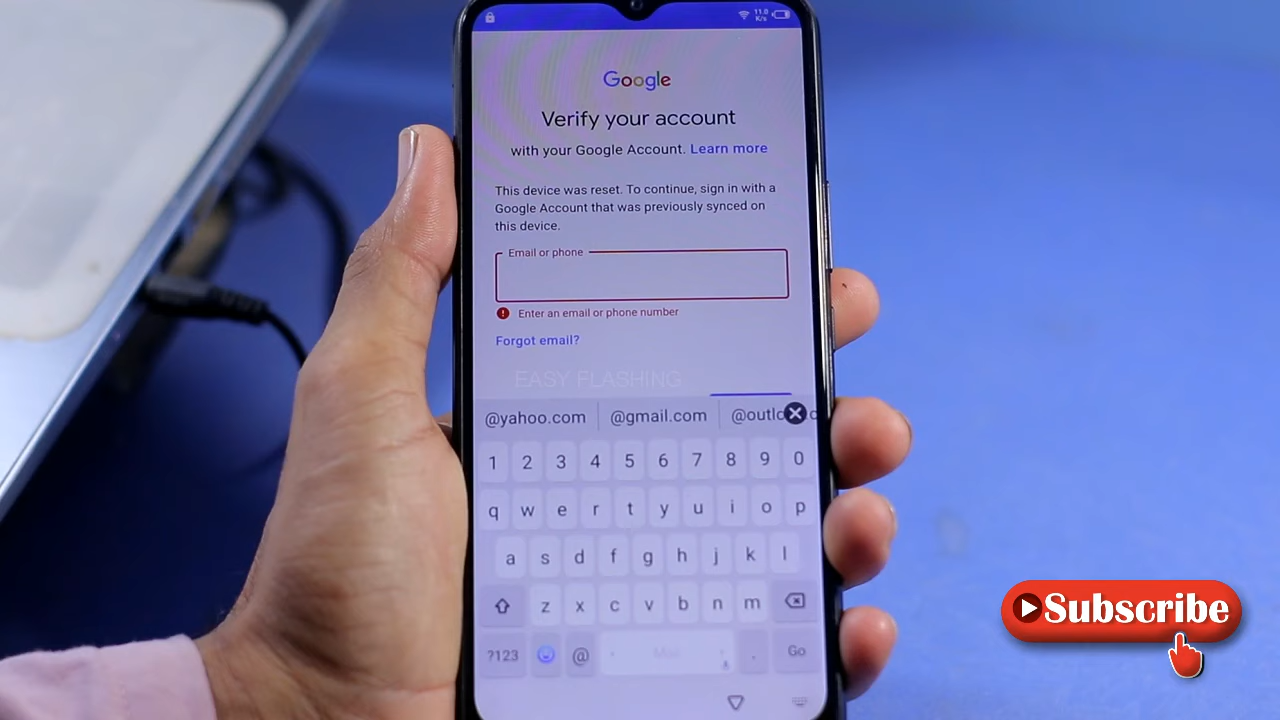 11.0
K/s
Google
Verify your account
with your Google Account. Learn more
This device was reset. To continue, sign in with a
Google Account that was previously synced on
this device.
Email or phone
Enter an email or phone number
Forgot email?
EASY FLASHING
@yahoo.com @gmail.com
1 2 3 4 5 6 7 8 9 0
q w e r t y u i o p
a s d f g h j k l
z x c v b n m
?123 @ . Go
Subscribe